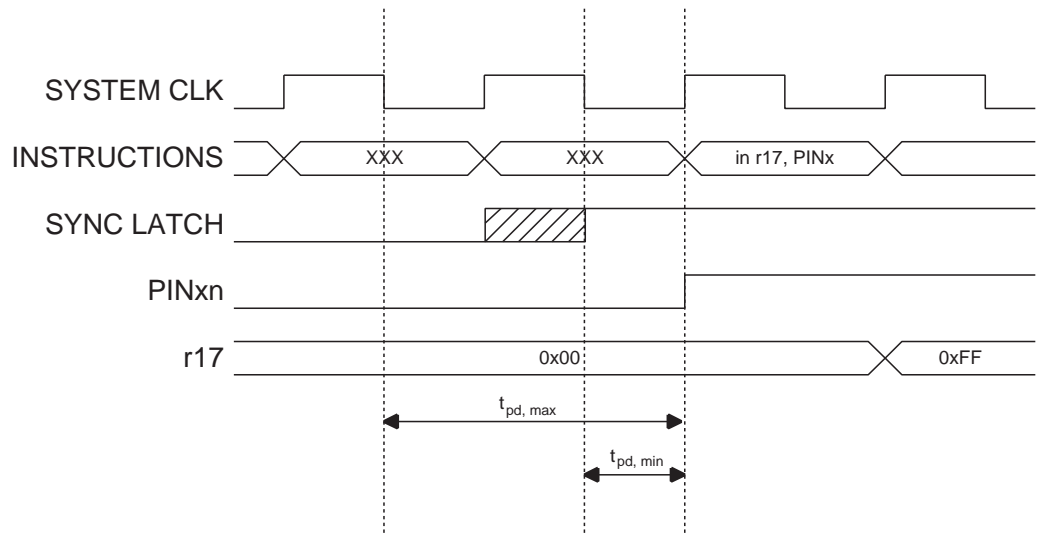 SYSTEM CLK
INSTRUCTIONS XXX XXX in r17, PINx
SYNC LATCH
PINxn
r17 0x00 0xFF
tpd, max
tpd, min